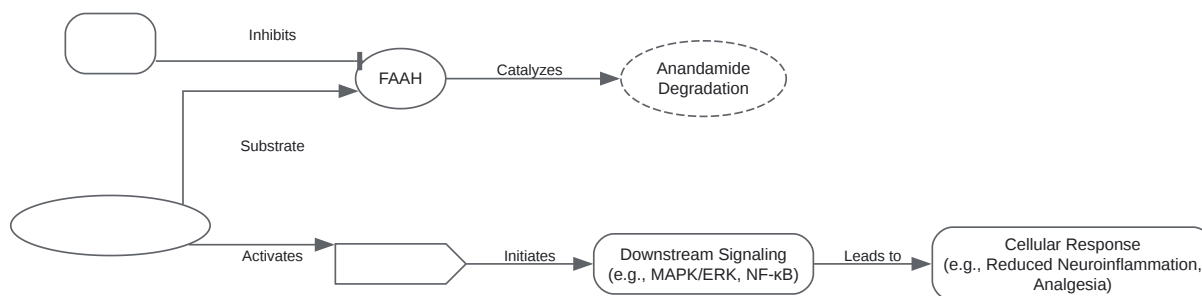 Inhibits
FAAH
Catalyzes
Anandamide
Degradation
Substrate
Activates
Initiates
Downstream Signaling
(e.g., MAPK/ERK, NF-κB)
Leads to
Cellular Response
(e.g., Reduced Neuroinflammation,
Analgesia)